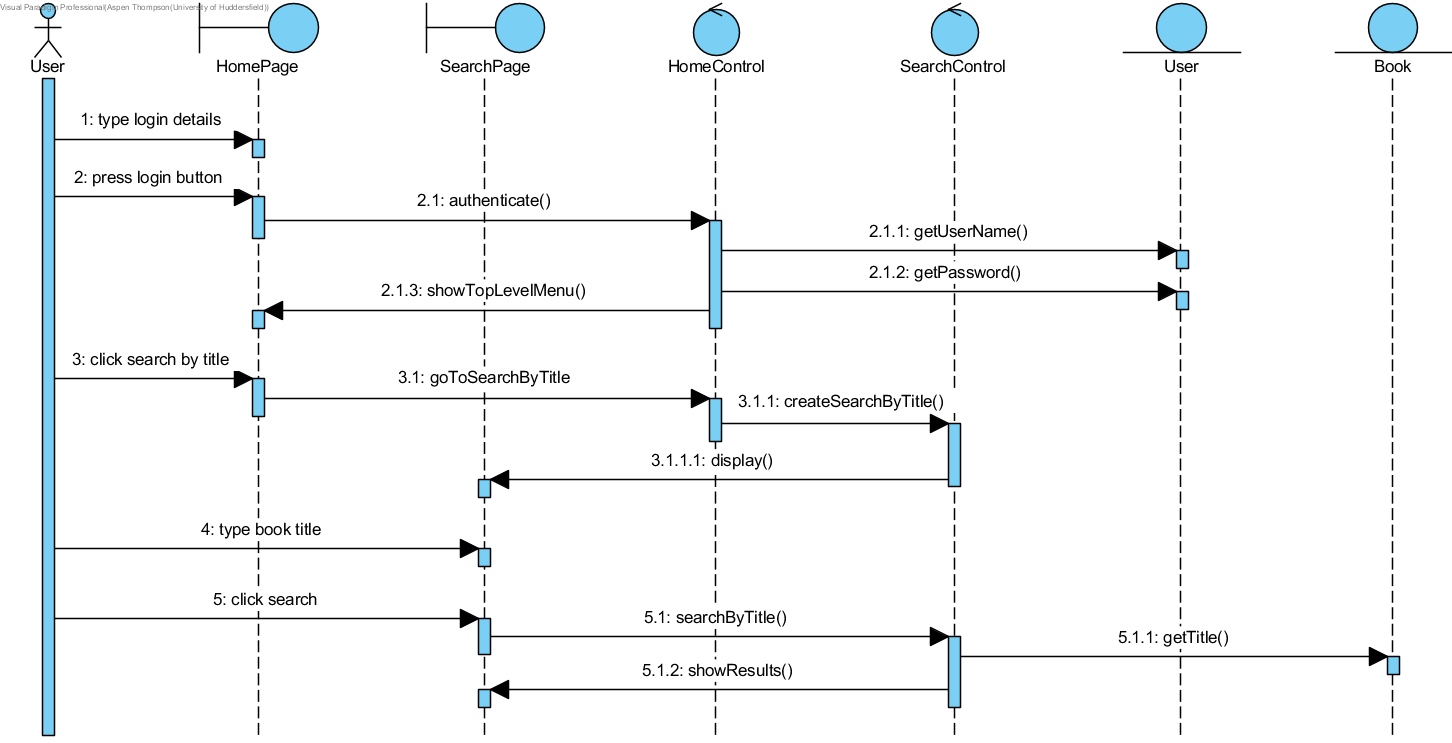 Visual Paradigm Professional(Aspen Thompson(University of Huddersfield))
User
HomePage
SearchPage
HomeControl
SearchControl
User
Book
1: type login details
2: press login button
2.1: authenticate()
2.1.1: getUserName()
2.1.2: getPassword()
2.1.3: showTopLevelMenu()
3: click search by title
3.1: goToSearchByTitle
3.1.1: createSearchByTitle()
3.1.1.1: display()
4: type book title
5: click search
5.1: searchByTitle()
5.1.1: getTitle()
5.1.2: showResults()